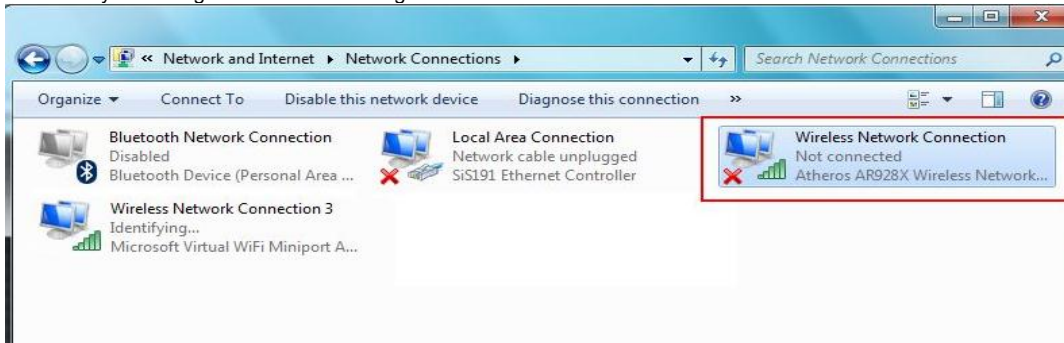 « Network and Internet ▸ Network Connections ▸
Search Network Connections
Organize Connect To Disable this network device Diagnose this connection »
Bluetooth Network Connection
Disabled
Bluetooth Device (Personal Area ...
Local Area Connection
Network cable unplugged
SiS191 Ethernet Controller
Wireless Network Connection
Not connected
Atheros AR928X Wireless Network...
Wireless Network Connection 3
Identifying...
Microsoft Virtual WiFi Miniport A...